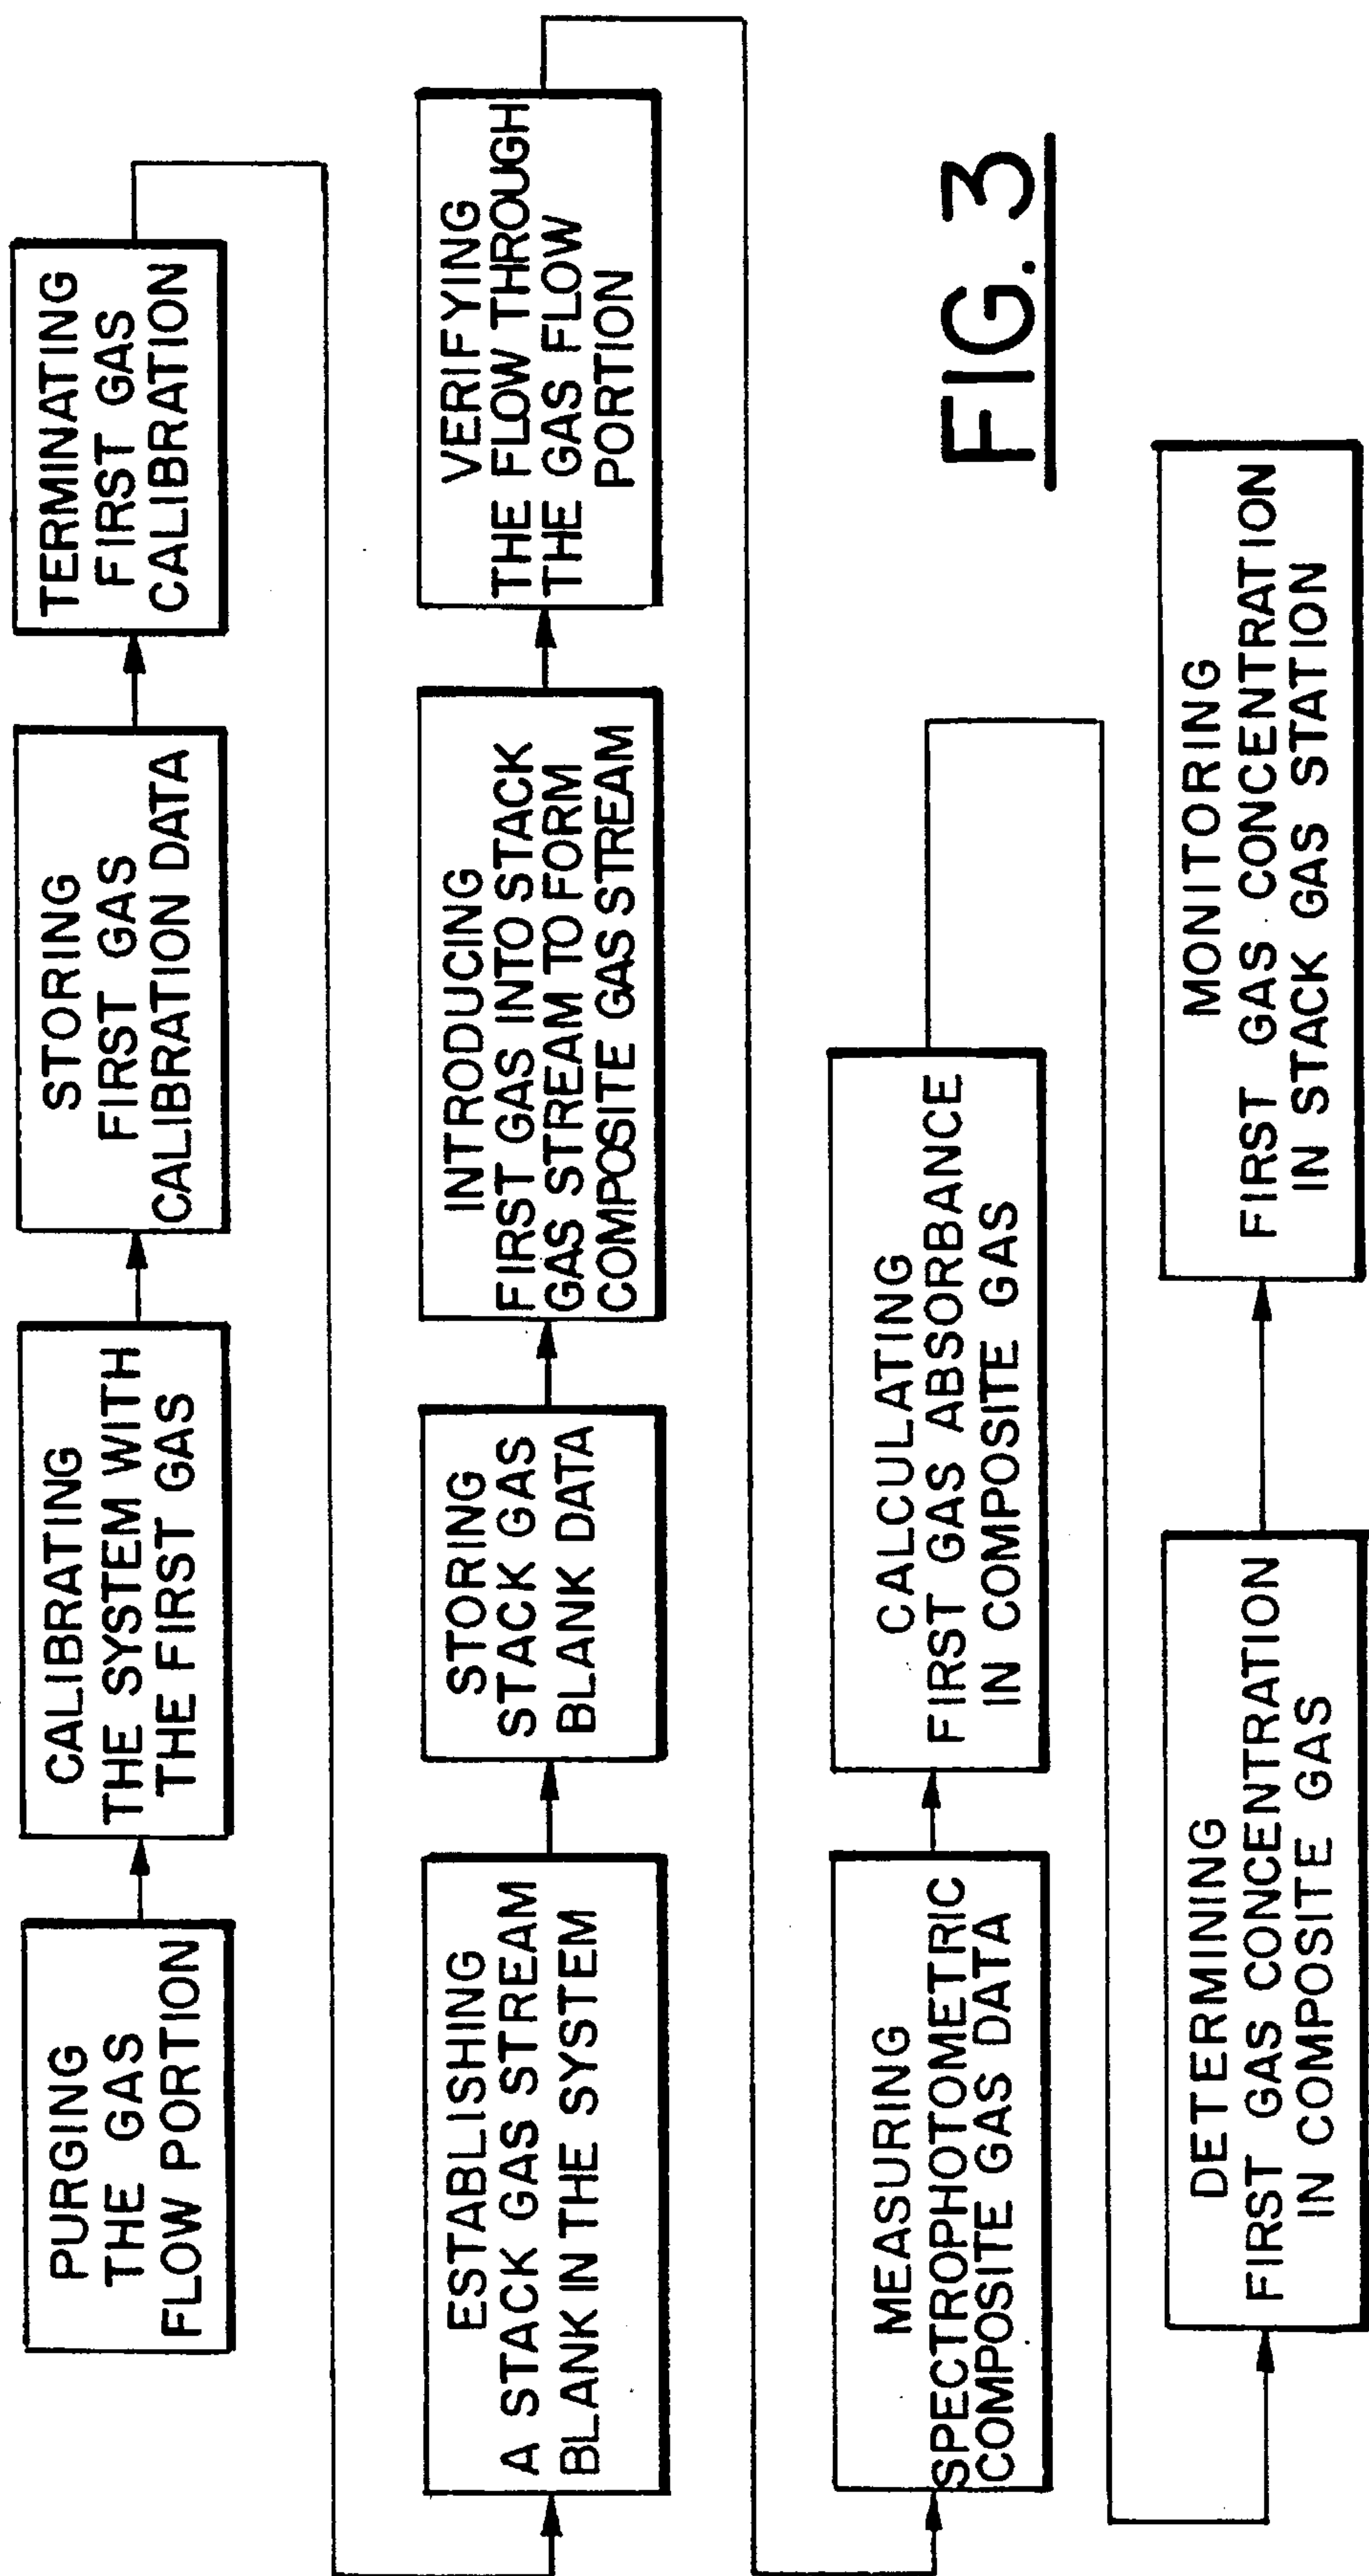 PURGING
THE GAS
FLOW PORTION
CALIBRATING
THE SYSTEM WITH
THE FIRST GAS
STORING
FIRST GAS
CALIBRATION DATA
TERMINATING
FIRST GAS
CALIBRATION
ESTABLISHING
A STACK GAS STREAM
BLANK IN THE SYSTEM
STORING
STACK GAS
BLANK DATA
INTRODUCING
FIRST GAS INTO STACK
GAS STREAM TO FORM
COMPOSITE GAS STREAM
VERIFYING
THE FLOW THROUGH
THE GAS FLOW
PORTION
MEASURING
SPECTROPHOTOMETRIC
COMPOSITE GAS DATA
CALCULATING
FIRST GAS ABSORBANCE
IN COMPOSITE GAS
DETERMINING
FIRST GAS CONCENTRATION
IN COMPOSITE GAS
MONITORING
FIRST GAS CONCENTRATION
IN STACK GAS STATION
FIG. 3